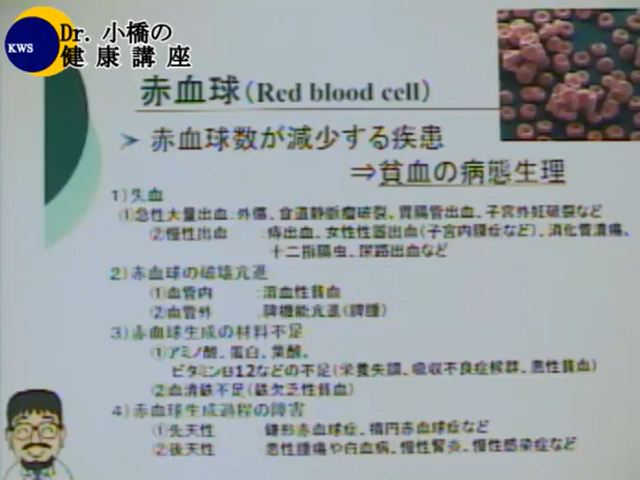 KWS
Dr. 小橋の
健康講座
赤血球(Red blood cell)
➢ 赤血球数が減少する疾患
⇒貧血の病態生理
1)失血
①急性大量出血:外傷、食道静脈瘤破裂、胃腸管出血、子宮外妊破裂など
②慢性出血 :痔出血、女性性器出血(子宮内膜症など)、消化管潰瘍、
十二指腸虫、尿路出血など
2)赤血球の破壊亢進
①血管内 :溶血性貧血
②血管外 :脾機能亢進(脾腫)
3)赤血球生成の材料不足
①アミノ酸、蛋白、葉酸、
ビタミンB12などの不足(栄養失調、吸収不良症候群、悪性貧血)
②血清鉄不足(鉄欠乏性貧血)
4)赤血球生成過程の障害
①先天性 :鎌形赤血球症、楕円赤血球症など
②後天性 :悪性腫瘍や白血病、慢性腎炎、慢性感染症など